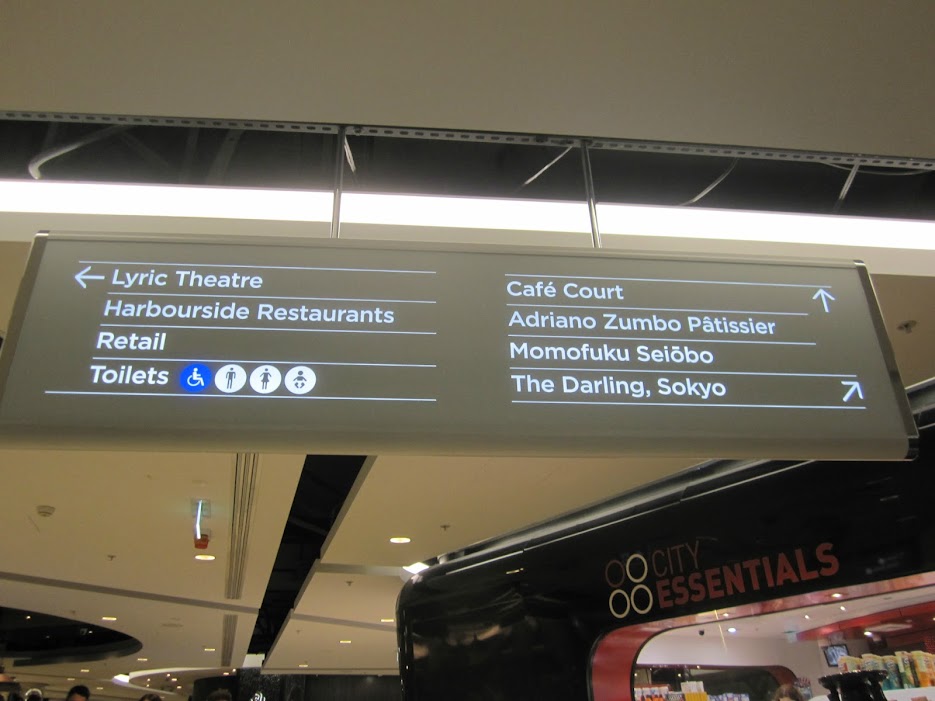 Lyric Theatre
Harbourside Restaurants
Retail
Toilets
Café Court
Adriano Zumbo Pâtissier
Momofuku Seiōbo
The Darling, Sokyo
CITY
ESSENTIALS